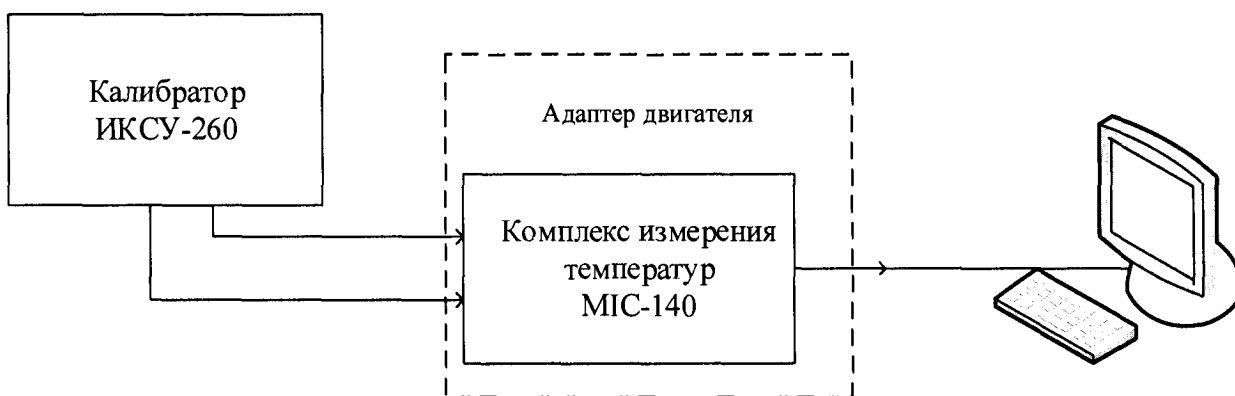 Калибратор
ИКСУ-260
Адаптер двигателя
Комплекс измерения
температур
MIC-140